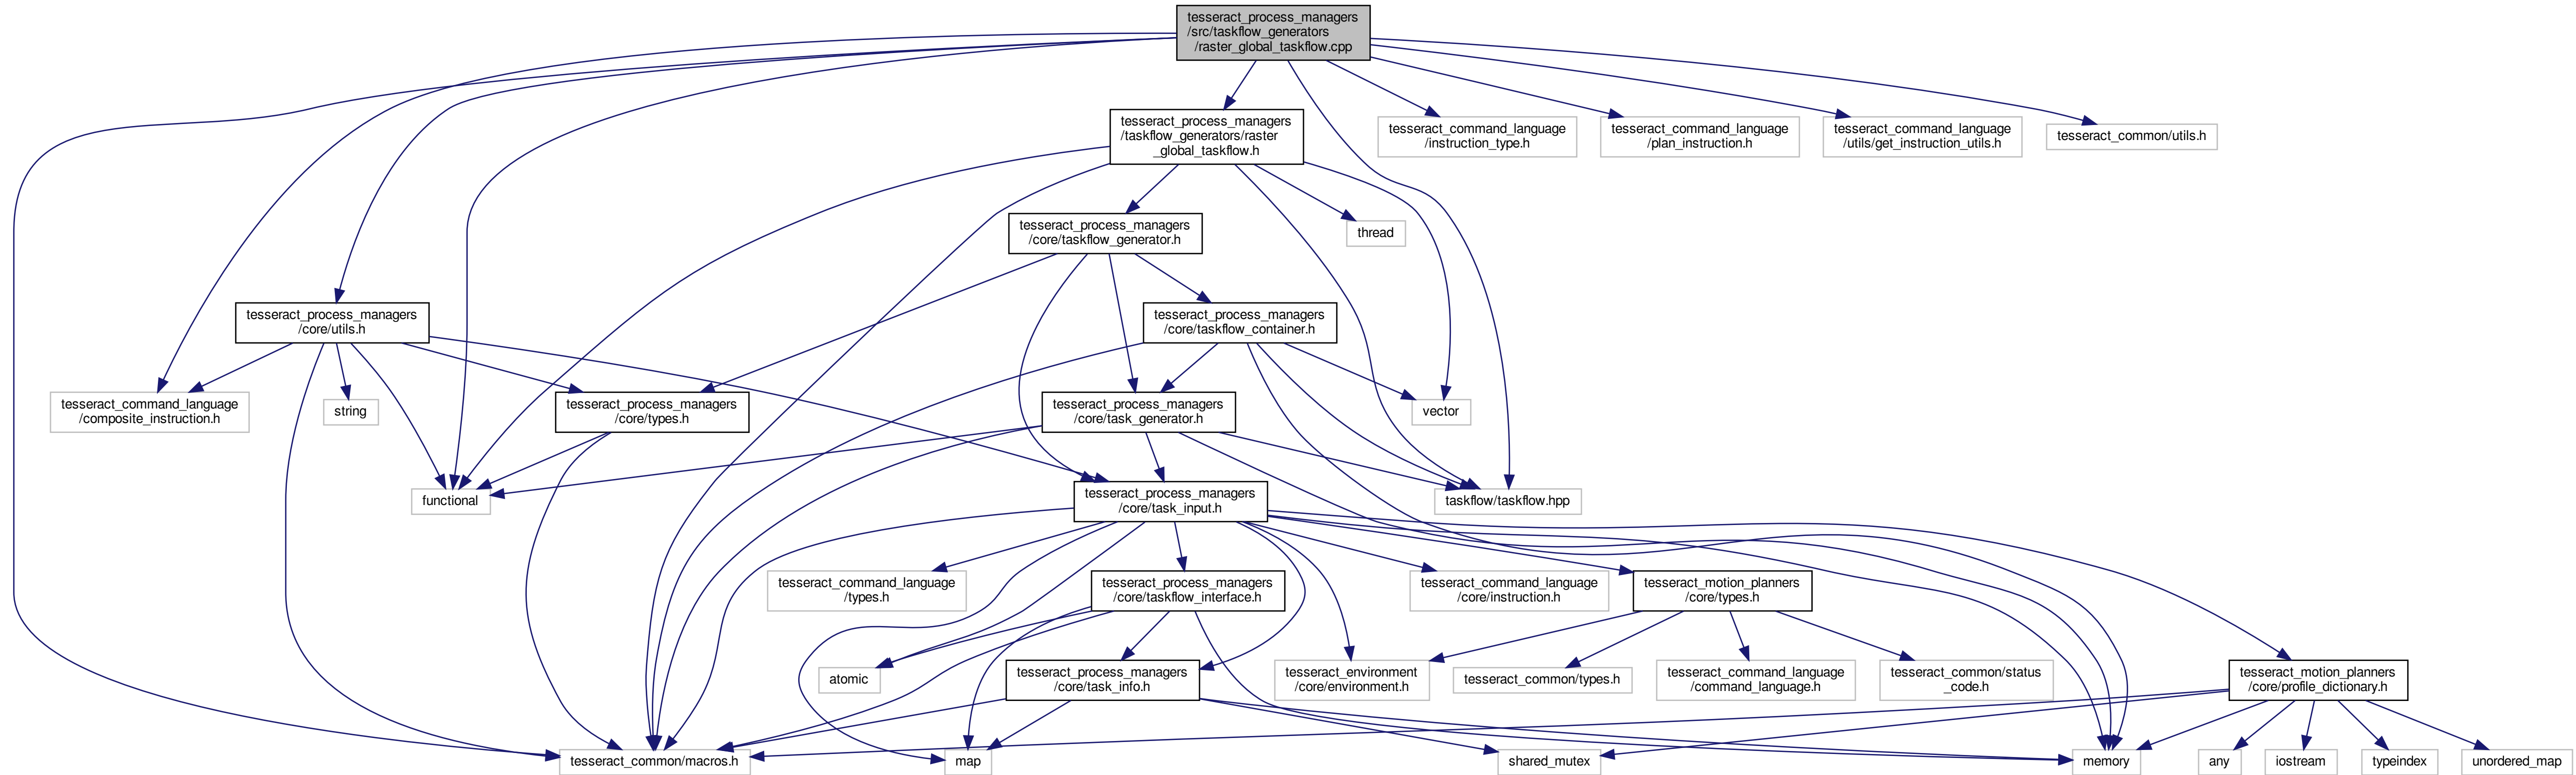 tesseract_process_managers
/src/taskflow_generators
/raster_global_taskflow.cpp
tesseract_process_managers
/taskflow_generators/raster
_global_taskflow.h
tesseract_command_language
/instruction_type.h
tesseract_command_language
/plan_instruction.h
tesseract_command_language
/utils/get_instruction_utils.h
tesseract_common/utils.h
tesseract_process_managers
/core/taskflow_generator.h
thread
tesseract_process_managers
/core/utils.h
tesseract_process_managers
/core/taskflow_container.h
tesseract_command_language
/composite_instruction.h
string
tesseract_process_managers
/core/types.h
tesseract_process_managers
/core/task_generator.h
vector
functional
tesseract_process_managers
/core/task_input.h
taskflow/taskflow.hpp
tesseract_command_language
/types.h
tesseract_process_managers
/core/taskflow_interface.h
tesseract_command_language
/core/instruction.h
tesseract_motion_planners
/core/types.h
atomic
tesseract_process_managers
/core/task_info.h
tesseract_environment
/core/environment.h
tesseract_common/types.h
tesseract_command_language
/command_language.h
tesseract_common/status
_code.h
tesseract_motion_planners
/core/profile_dictionary.h
tesseract_common/macros.h
map
shared_mutex
memory
any
iostream
typeindex
unordered_map